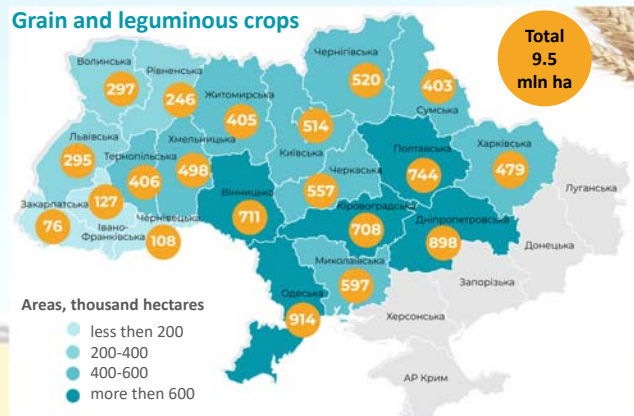 Grain and leguminous crops
Total
9.5
mln ha
Волинська
297
Рівненська
246
Житомирська
405
Чернігівська
520
403
Сумська
Львівська
295
Тернопільська
406
Хмельницька
498
514
Київська
Черкаська
557
Полтавська
744
Харківська
479
Луганська
Закарпатська
76
127
Івано-
Франківська
Чернівецька
108
Вінницько
711
Кіровоградська
708
Дніпропетровська
898
Донецька
Миколаївська
597
Запорізька
Херсонська
Одеська
914
АР Крим
Areas, thousand hectares
less then 200
200-400
400-600
more then 600